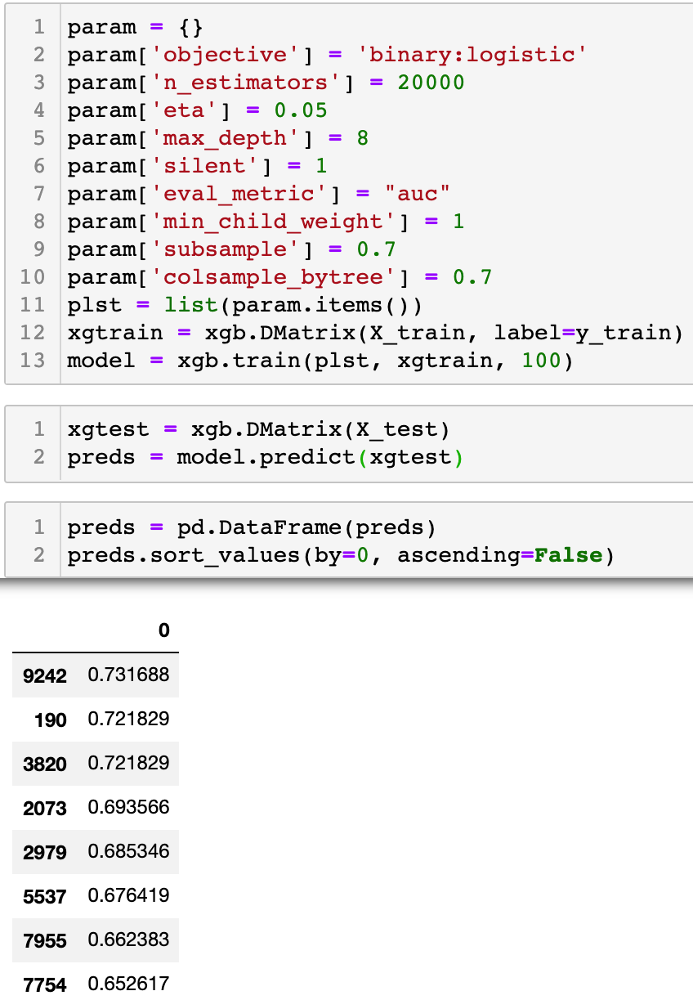 1 param = {}
2 param['objective'] = 'binary:logistic'
3 param['n_estimators'] = 20000
4 param['eta'] = 0.05
5 param['max_depth'] = 8
6 param['silent'] = 1
7 param['eval_metric'] = "auc"
8 param['min_child_weight'] = 1
9 param['subsample'] = 0.7
10 param['colsample_bytree'] = 0.7
11 plst = list(param.items())
12 xgtrain = xgb.DMatrix(X_train, label=y_train)
13 model = xgb.train(plst, xgtrain, 100)
1 xgtest = xgb.DMatrix(X_test)
2 preds = model.predict(xgtest)
1 preds = pd.DataFrame(preds)
2 preds.sort_values(by=0, ascending=False)
0
9242 0.731688
190 0.721829
3820 0.721829
2073 0.693566
2979 0.685346
5537 0.676419
7955 0.662383
7754 0.652617